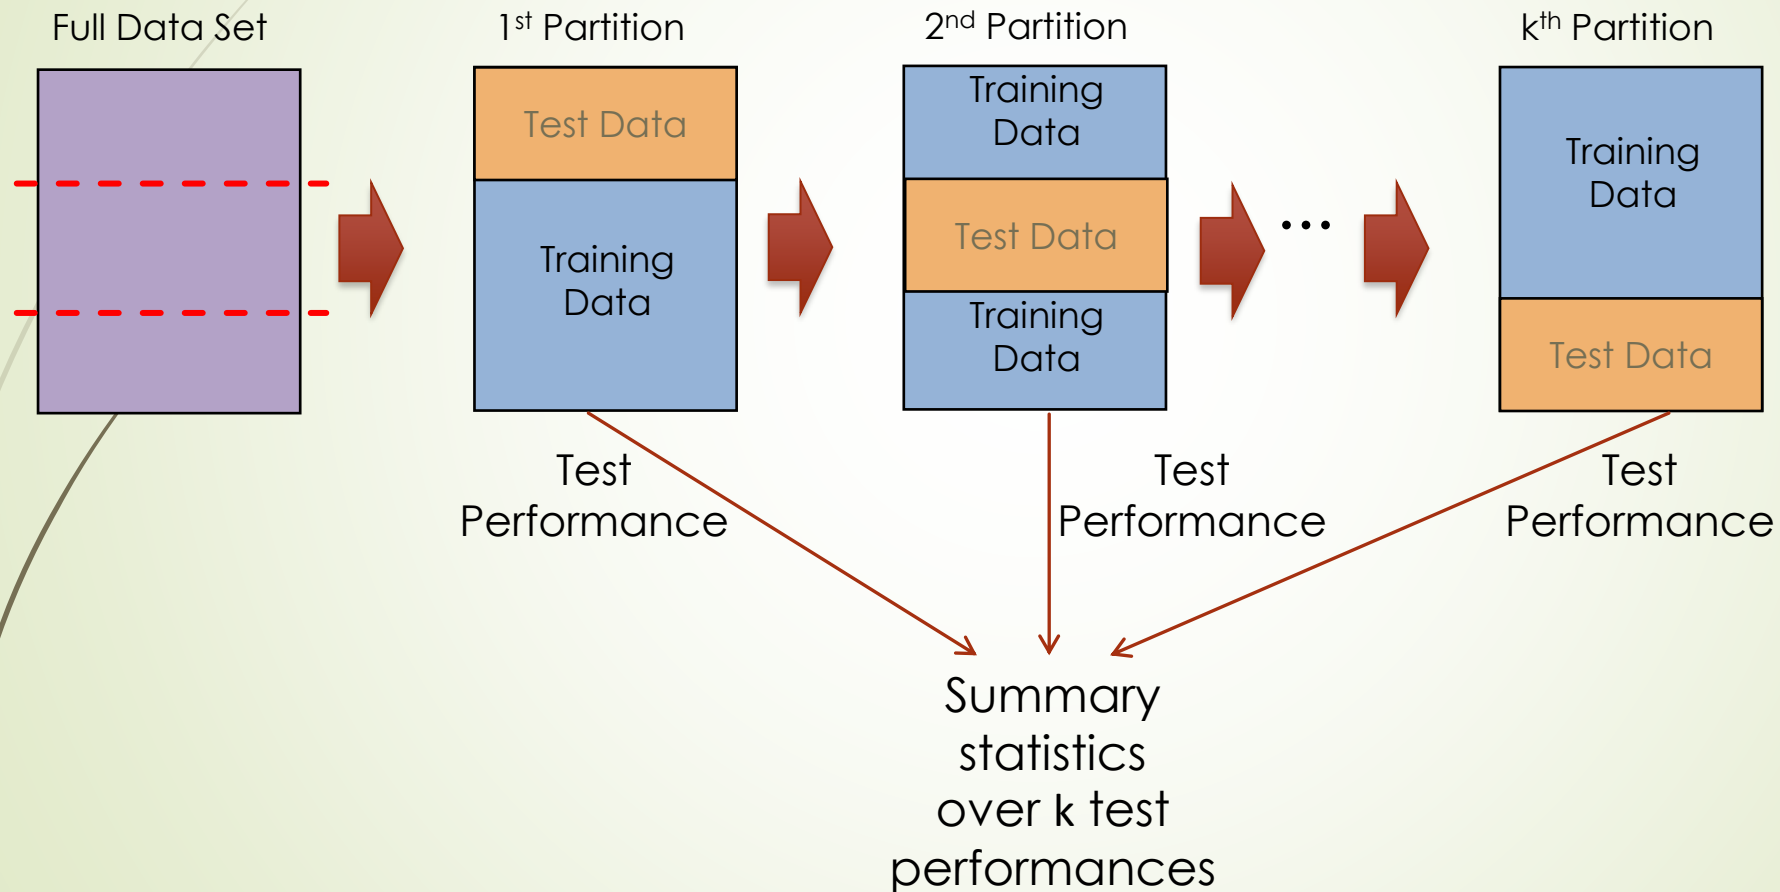 Full Data Set
1st Partition
2nd Partition
kth Partition
Test Data
Training
Data
Training
Data
Test Data
Training
Data
Training
Data
Test Data
...
Test
Performance
Test
Performance
Test
Performance
Summary
statistics
over k test
performances